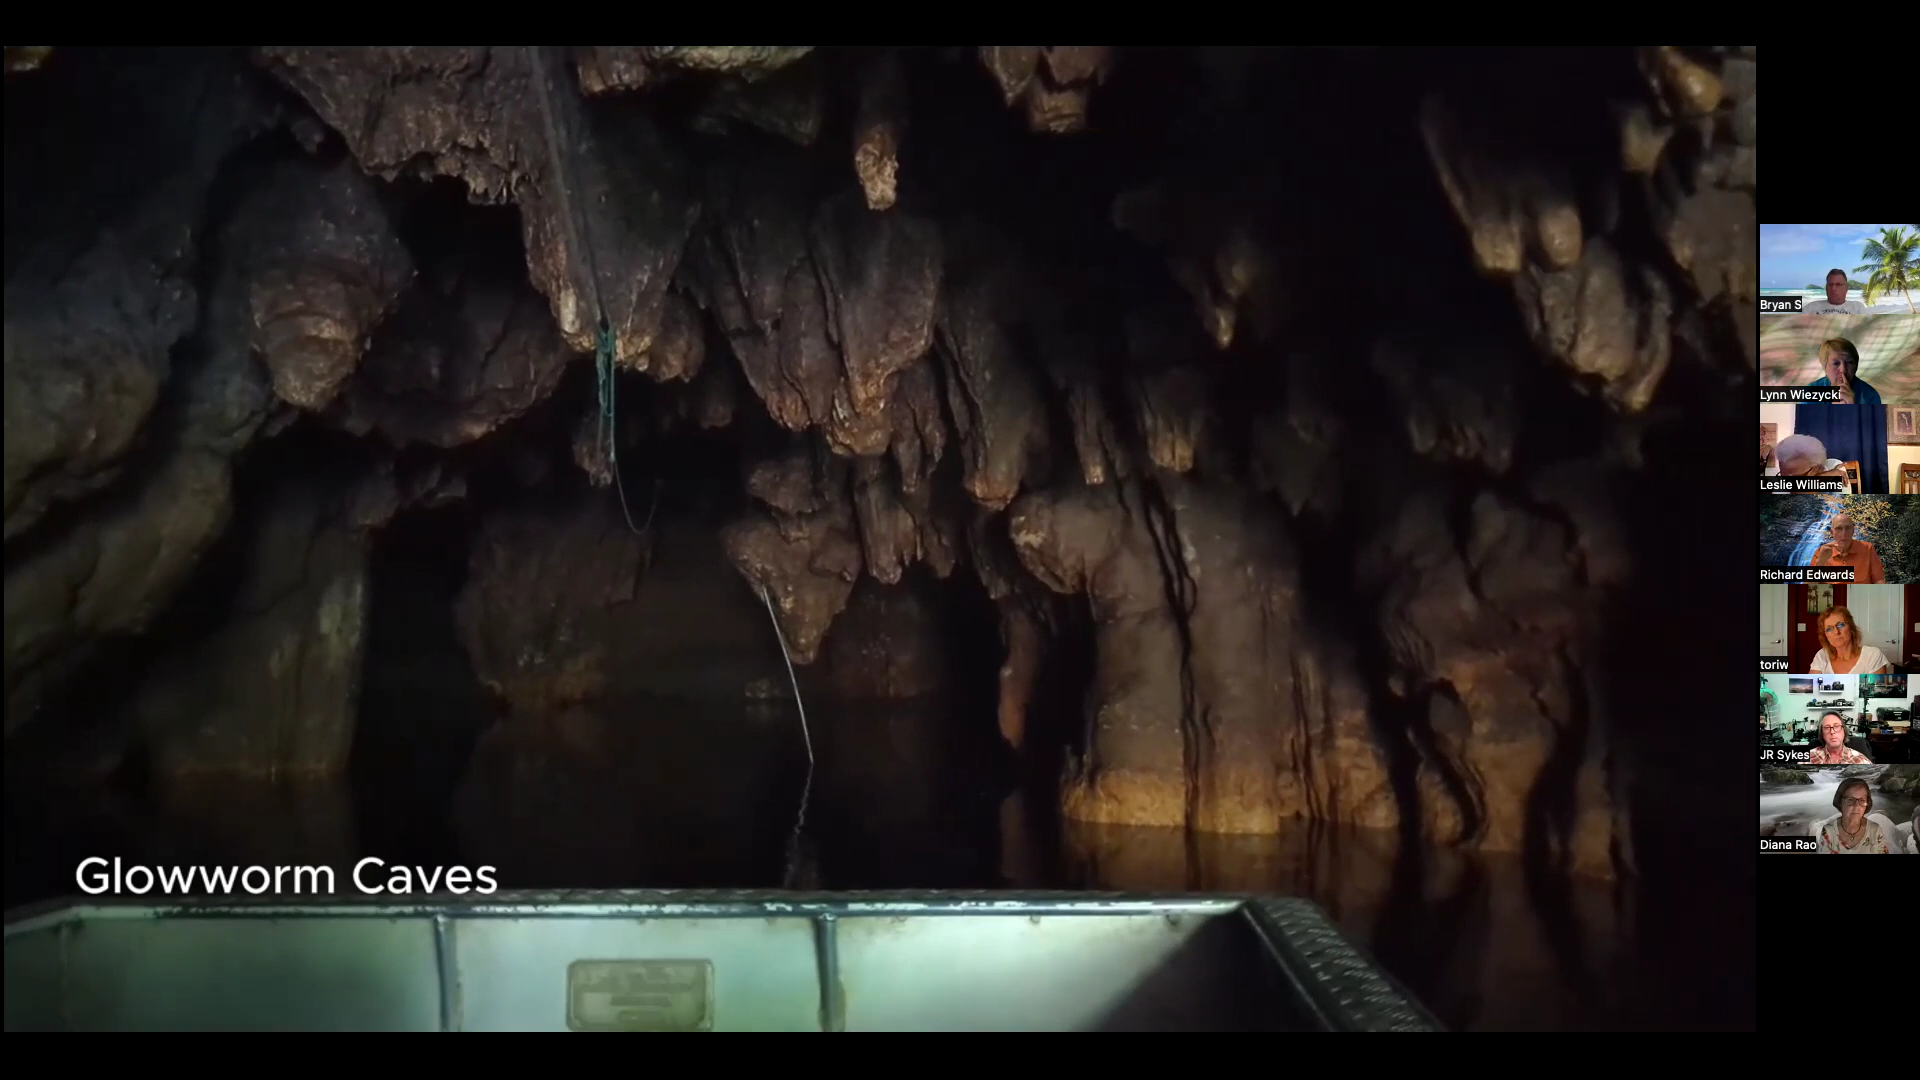 Glowworm Caves
Bryan S
Lynn Wiezycki
Leslie Williams
Richard Edwards
toriw
JR Sykes
Diana Rao